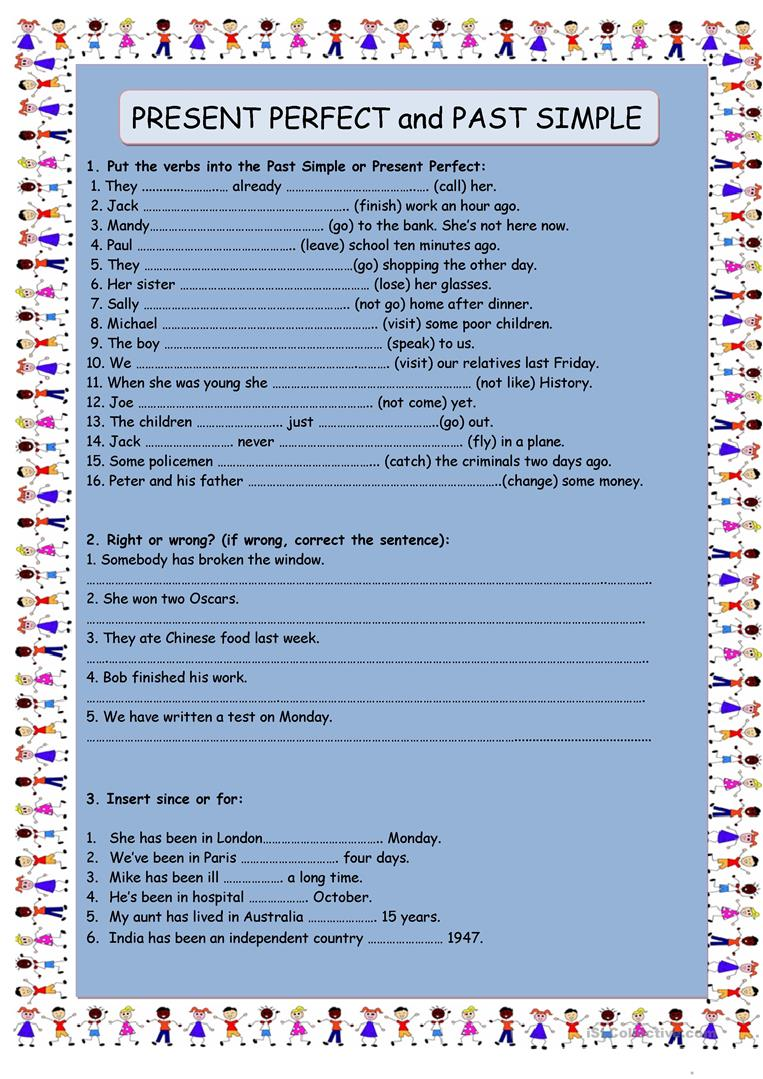 PRESENT PERFECT and PAST SIMPLE
1. Put the verbs into the Past Simple or Present Perfect:
1. They ………………………… already ………………………………………… (call) her.
2. Jack ………………………………………………………… (finish) work an hour ago.
3. Mandy………………………………………………… (go) to the bank. She's not here now.
4. Paul …………………………………………… (leave) school ten minutes ago.
5. They …………………………………………………………(go) shopping the other day.
6. Her sister …………………………………………………… (lose) her glasses.
7. Sally ………………………………………………………… (not go) home after dinner.
8. Michael …………………………………………………………… (visit) some poor children.
9. The boy …………………………………………………………… (speak) to us.
10. We ……………………………………………………………….………. (visit) our relatives last Friday.
11. When she was young she ……………………………………………………… (not like) History.
12. Joe ………………………………………………………………… (not come) yet.
13. The children ……………………….. just …………………………………(go) out.
14. Jack ………………………. never ………………………………………………….. (fly) in a plane.
15. Some policemen …………………………………………….. (catch) the criminals two days ago.
16. Peter and his father ………………………………………………………………………..(change) some money.
2. Right or wrong? (if wrong, correct the sentence):
1. Somebody has broken the window.
………………………………………………………………………………………………………………………………………………..…………..
2. She won two Oscars.
…………………………………………………………………………………………………………………………………………………………..
3. They ate Chinese food last week.
…………………………………………………………………………………………………………………………………………………………..
4. Bob finished his work.
………………………………………………………………………………………………………………………………………………………….
5. We have written a test on Monday.
……………………………………………………………………………………………………………………......................................
3. Insert since or for:
1. She has been in London……………………………….. Monday.
2. We've been in Paris …………………………. four days.
3. Mike has been ill ………………. a long time.
4. He's been in hospital ………………. October.
5. My aunt has lived in Australia …………………. 15 years.
6. India has been an independent country …………………… 1947.
iSLCollective.com